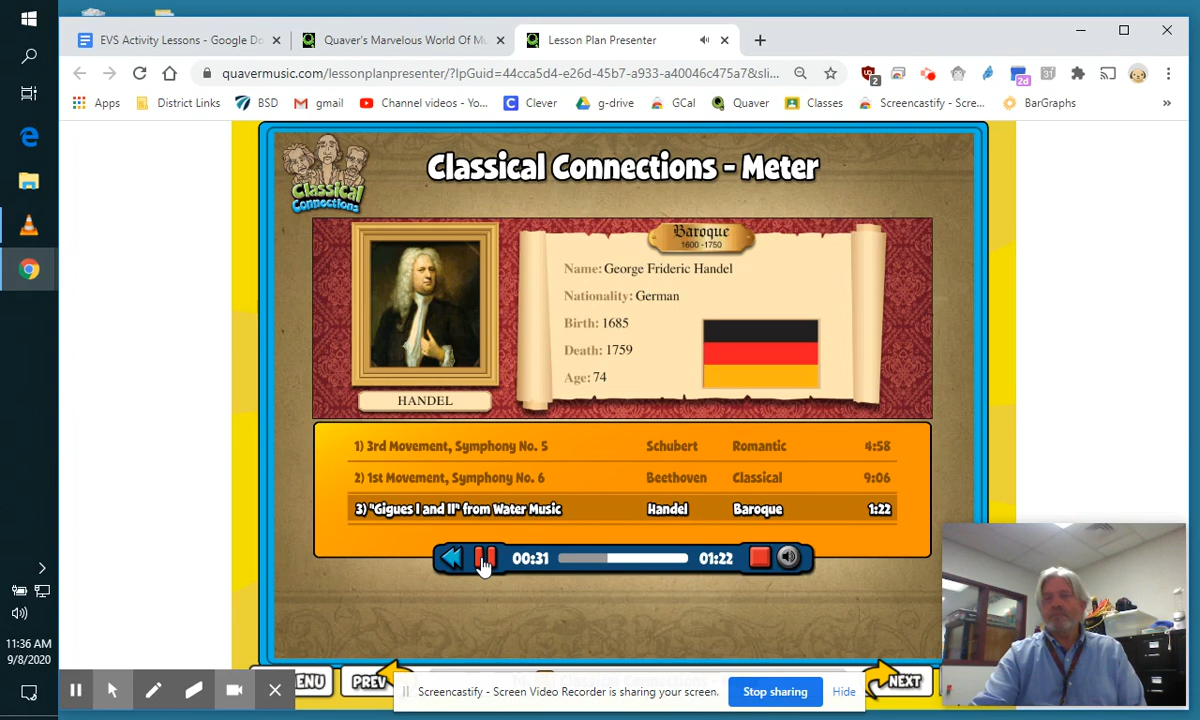 EVS Activity Lessons - Google Do
Quaver's Marvelous World Of Mu
Lesson Plan Presenter
quavermusic.com/lessonplanpresenter/?lpGuid=44cca5d4-e26d-45b7-a933-a40046c475a7&sli...
2
2d
31
Apps
District Links
BSD
gmail
Channel videos - Yo...
Clever
g-drive
GCal
Quaver
Classes
Screencastify - Scre...
BarGraphs
»
Classical Connections
Classical Connections - Meter
Baroque
1600 -1750
Name: George Frideric Handel
Nationality: German
Birth: 1685
Death: 1759
Age: 74
HANDEL
1) 3rd Movement, Symphony No. 5 Schubert Romantic 4:58
2) 1st Movement, Symphony No. 6 Beethoven Classical 9:06
3) "Gigues I and II" from Water Music Handel Baroque 1:22
00:31 01:22
ENU
PREV
NEXT
Screencastify - Screen Video Recorder is sharing your screen.
Stop sharing
Hide
11:36 AM
9/8/2020